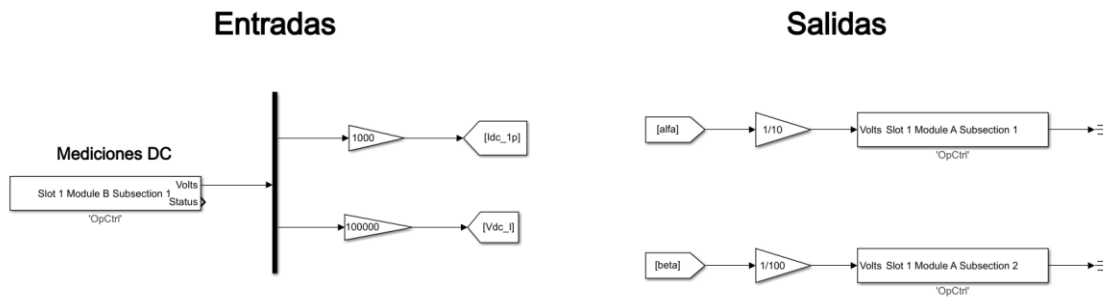 Entradas
Salidas
1000
[Idc_1p]
[alfa]
1/10
Volts Slot 1 Module A Subsection 1
'OpCtrl'
Mediciones DC
Slot 1 Module B Subsection 1
Volts
Status
'OpCtrl'
100000
[Vdc_I]
[beta]
1/100
Volts Slot 1 Module A Subsection 2
'OpCtrl'